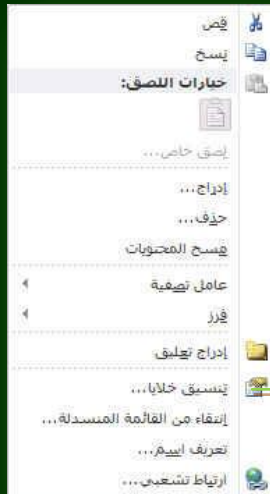 قص
نسخ
خيارات اللصق:
لصق خاص...
إدراج...
حذف...
مسح المحتويات
عامل تصفية
فرز
إدراج تعليق
تنسيق خلايا...
إنتقاء من القائمة المنسدلة...
تعريف اسم...
ارتباط تشعبي...